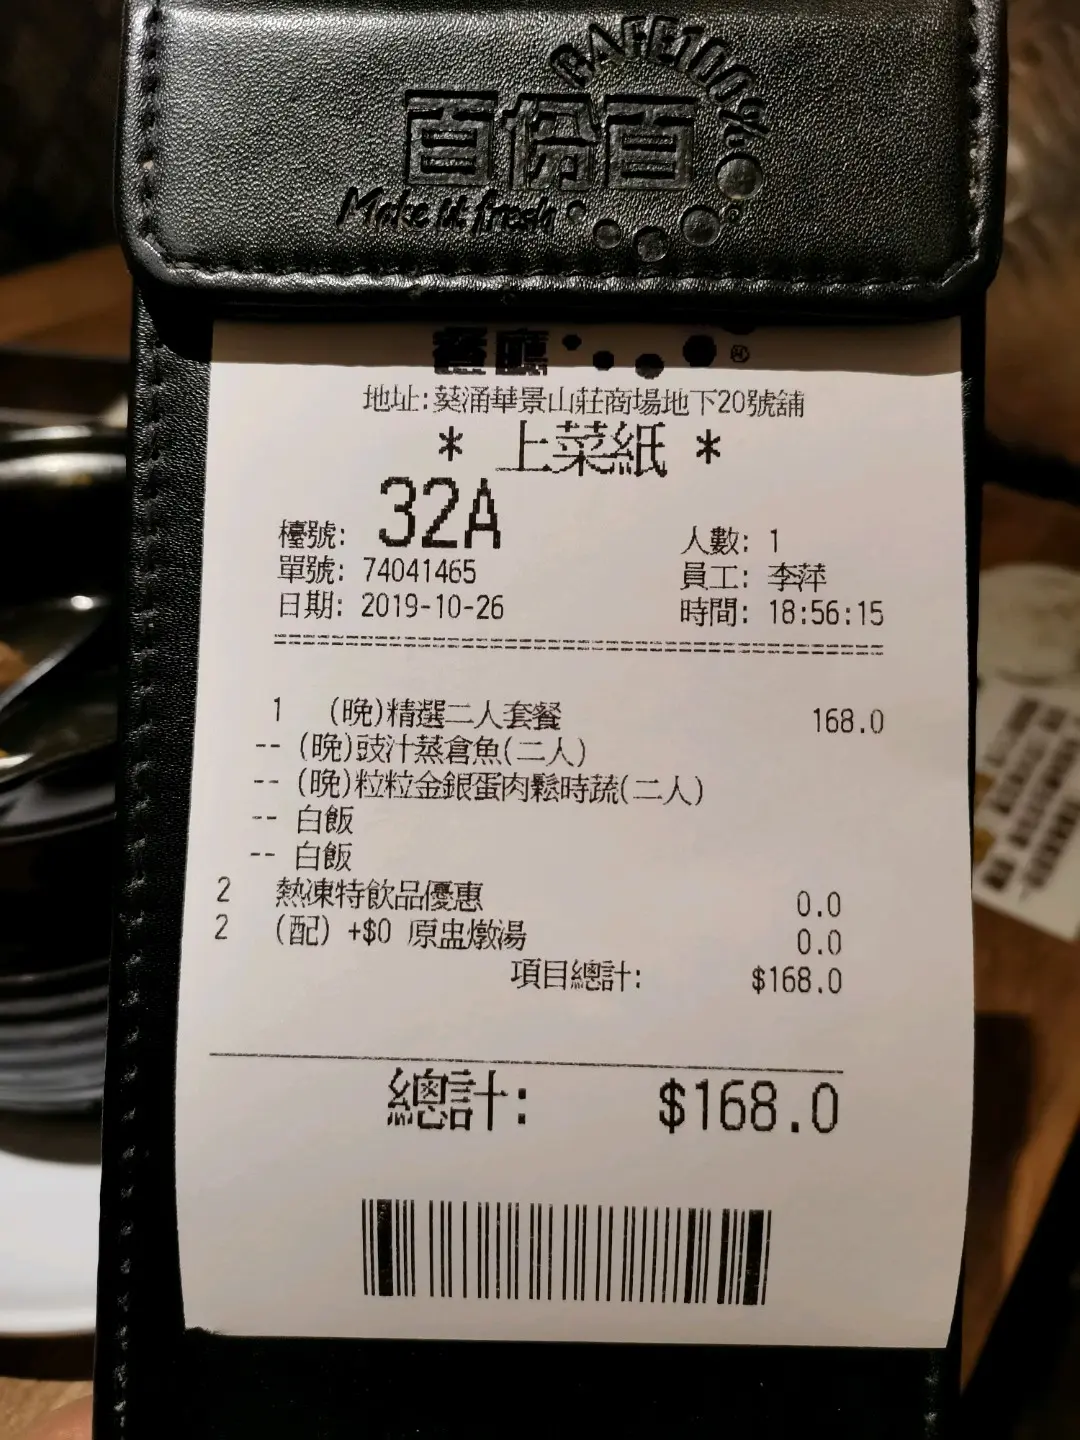 CAFE100%
百份百
Make it fresh
餐廳
地址:葵涌華景山莊商場地下20號舖
* 上菜紙 *
檯號: 32A
人數: 1
單號: 74041465
員工: 李萍
日期: 2019-10-26
時間: 18:56:15
1 (晚)精選二人套餐 168.0
-- (晚)豉汁蒸倉魚(二人)
-- (晚)粒粒金銀蛋肉鬆時蔬(二人)
-- 白飯
-- 白飯
2 熱凍特飲品優惠 0.0
2 (配) +$0 原盅燉湯 0.0
項目總計: $168.0
總計: $168.0